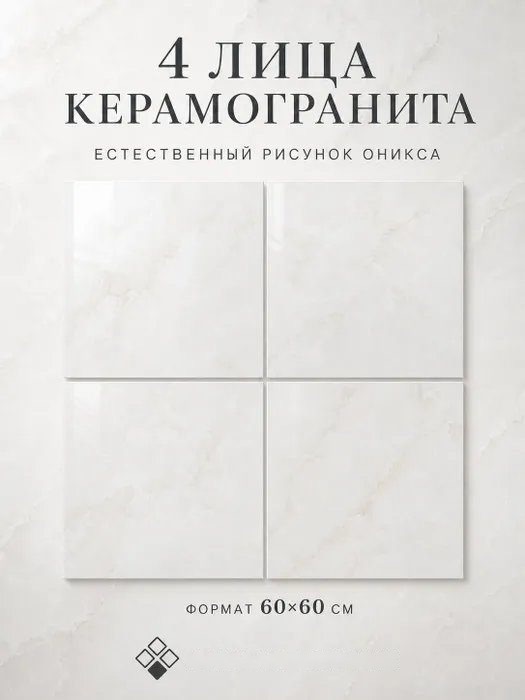 4 ЛИЦА
КЕРАМОГРАНИТА
ЕСТЕСТВЕННЫЙ РИСУНОК ОНИКСА
ФОРМАТ 60×60 СМ